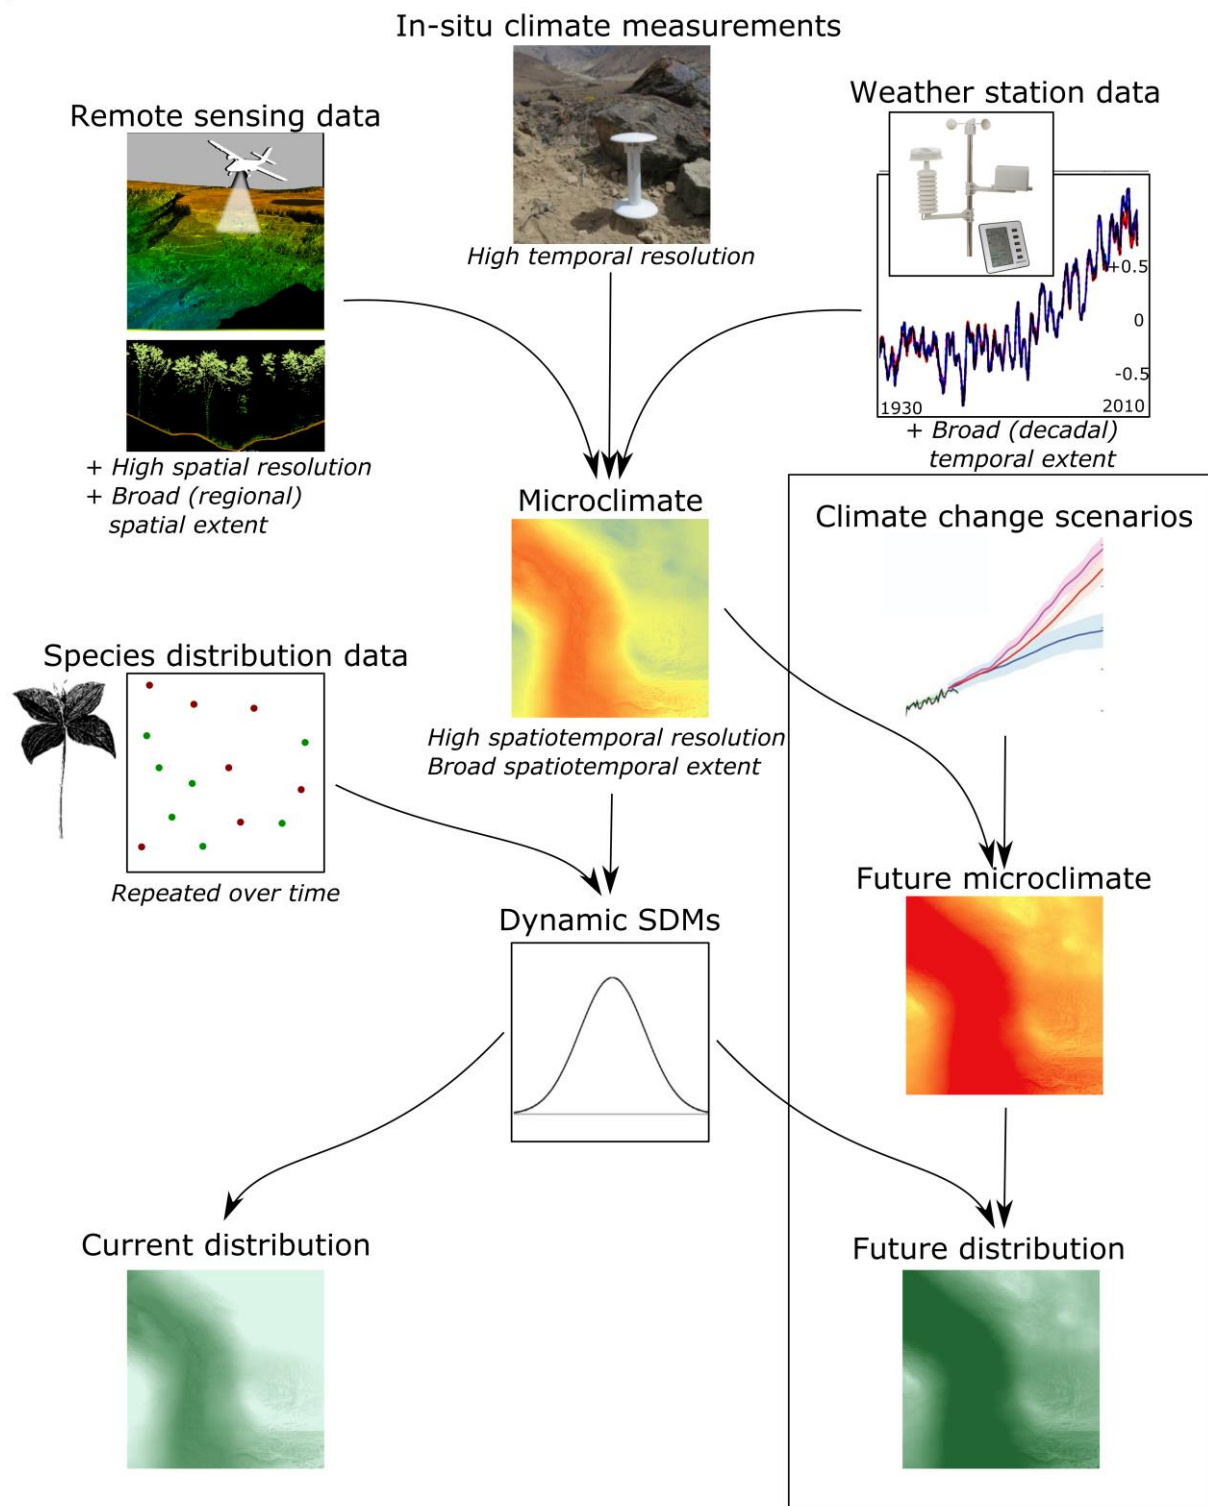 In-situ climate measurements
High temporal resolution
Remote sensing data
+ High spatial resolution
+ Broad (regional)
spatial extent
Weather station data
+0.5
0
-0.5
1930
2010
+ Broad (decadal)
temporal extent
Microclimate
High spatiotemporal resolution
Broad spatiotemporal extent
Climate change scenarios
Species distribution data
Repeated over time
Dynamic SDMs
Future microclimate
Current distribution
Future distribution